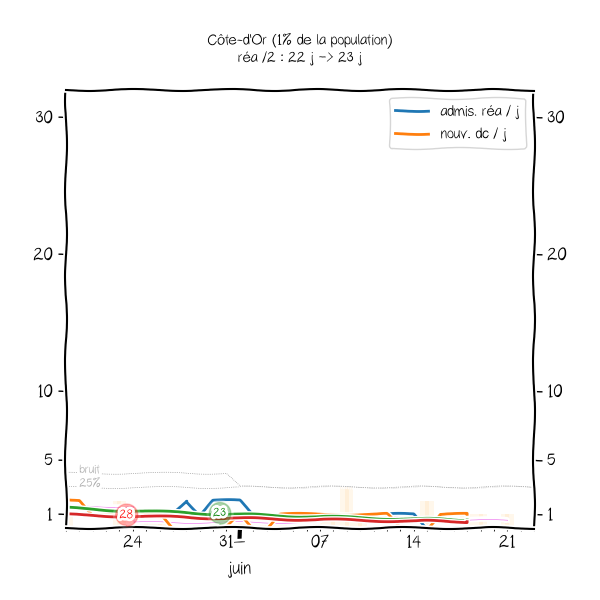 Côte-d'Or (1% de la population)
réa /2 : 22 j -> 23 j
admis. réa / j
nouv. dc / j
30 30
20 20
10 10
5 5
bruit
25%
1 28 23 1
24 31 07 14 21
juin